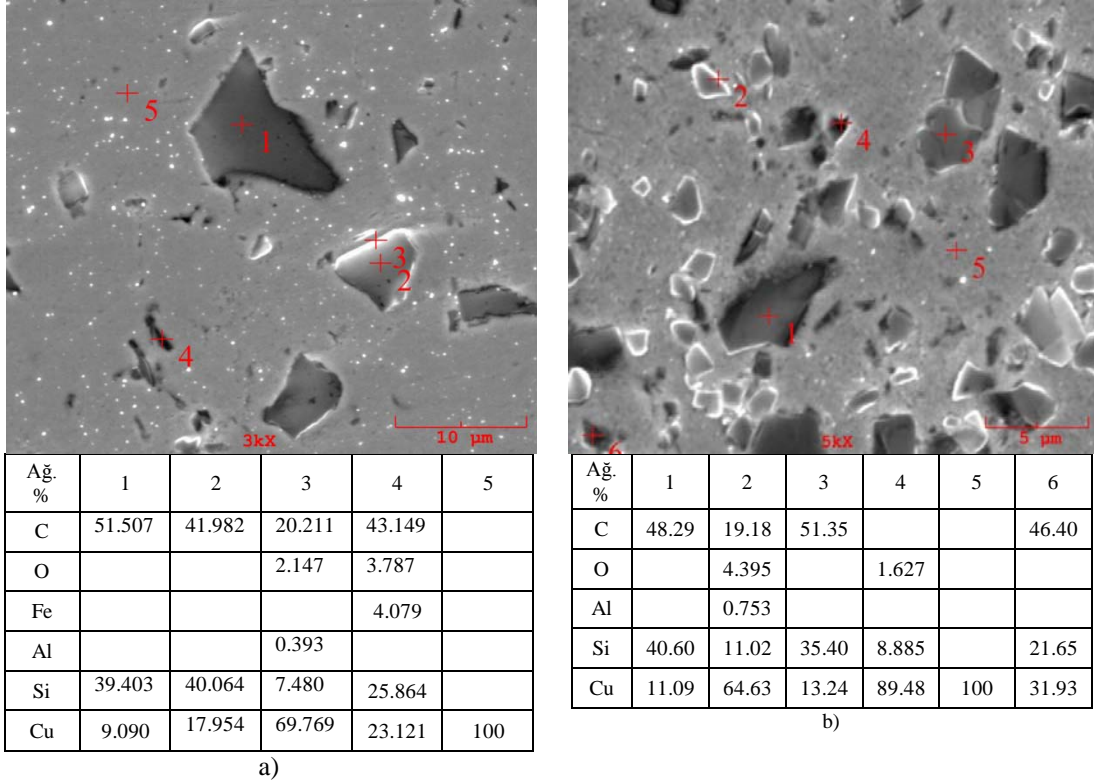 5
1
3
2
4
3kX
10 µm
2
4
3
5
1
6
5kX
5 µm
Ağ. % 1 2 3 4 5
C 51.507 41.982 20.211 43.149
O 2.147 3.787
Fe 4.079
Al 0.393
Si 39.403 40.064 7.480 25.864
Cu 9.090 17.954 69.769 23.121 100
a)
Ağ. % 1 2 3 4 5 6
C 48.29 19.18 51.35 46.40
O 4.395 1.627
Al 0.753
Si 40.60 11.02 35.40 8.885 21.65
Cu 11.09 64.63 13.24 89.48 100 31.93
b)